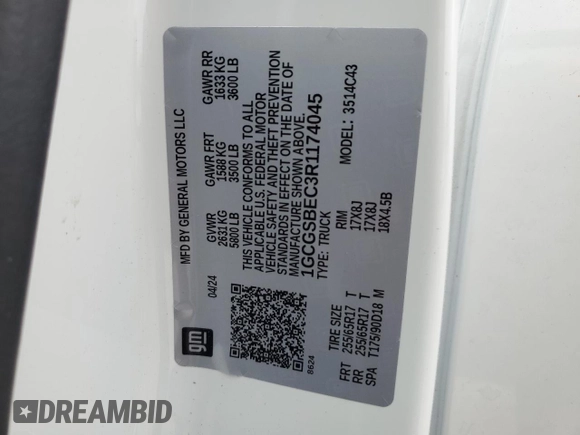 MFD BY GENERAL MOTORS LLC
04/24
GVWR
2631 KG
5800 LB
GAWR FRT
1588 KG
3500 LB
GAWR RR
1633 KG
3600 LB
THIS VEHICLE CONFORMS TO ALL
APPLICABLE U.S. FEDERAL MOTOR
VEHICLE SAFETY AND THEFT PREVENTION
STANDARDS IN EFFECT ON THE DATE OF
MANUFACTURE SHOWN ABOVE.
1GCGSBEC3R1174045
TYPE: TRUCK
MODEL: 3514C43
gm
8624
TIRE SIZE RIM
FRT 255/65R17 T 17X8J
RR 255/65R17 T 17X8J
SPA T175/90D18 M 18X4.5B
DREAMBID